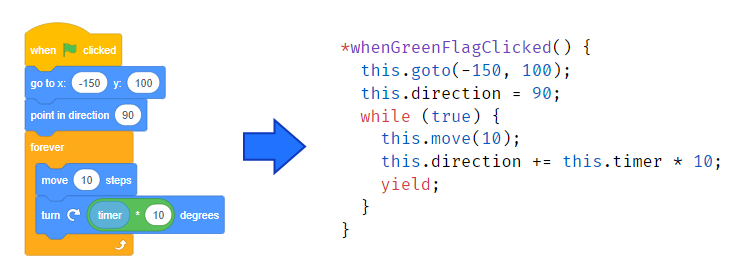 when clicked
go to x: -150 y: 100
point in direction 90
forever
move 10 steps
turn timer * 10 degrees
*whenGreenFlagClicked() {
this.goto(-150, 100);
this.direction = 90;
while (true) {
this.move(10);
this.direction += this.timer * 10;
yield;
}
}